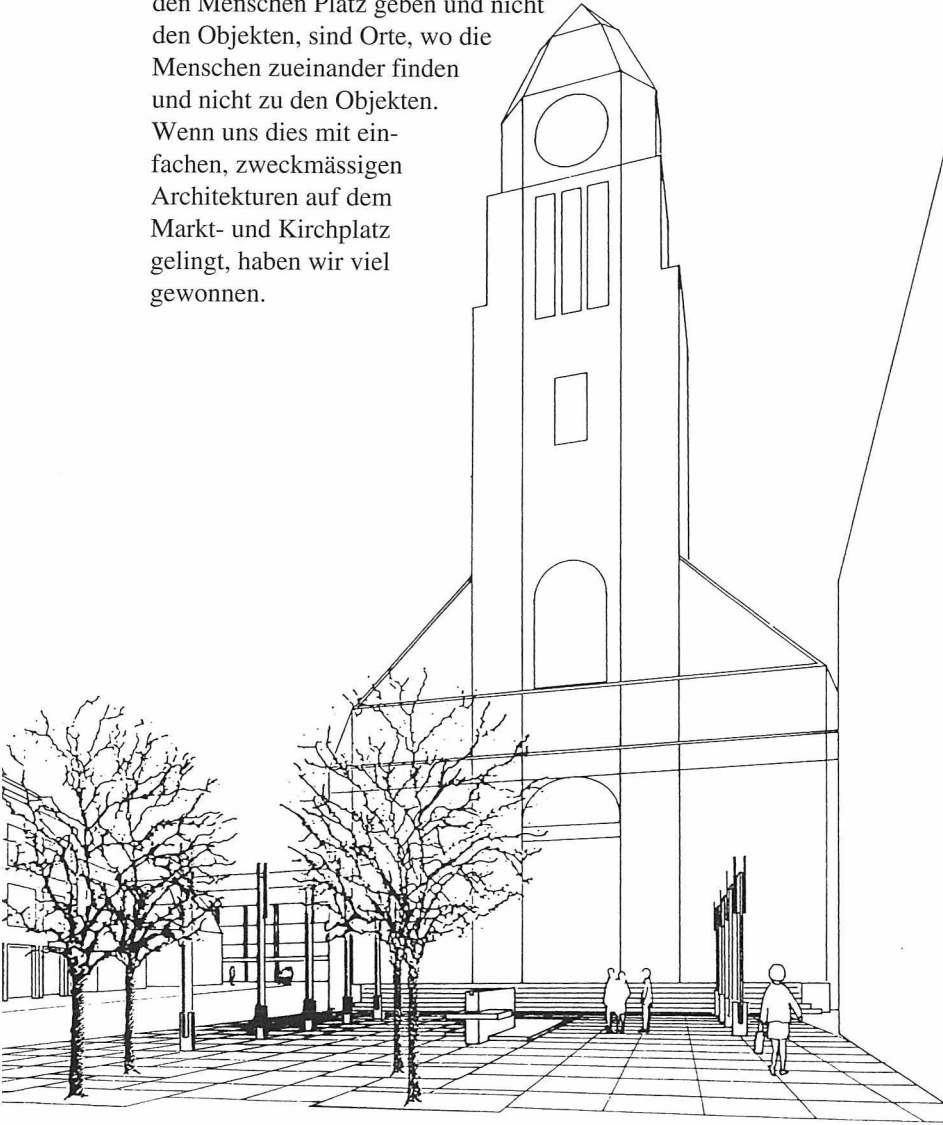 den Menschen Platz geben und nicht
den Objekten, sind Orte, wo die
Menschen zueinander finden
und nicht zu den Objekten.
Wenn uns dies mit ein-
fachen, zweckmässigen
Architekturen auf dem
Markt- und Kirchplatz
gelingt, haben wir viel
gewonnen.